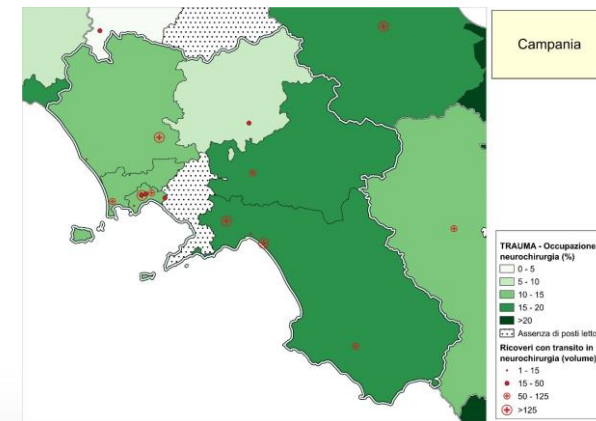 Campania
TRAUMA - Occupazione
neurochirurgia (%)
0 - 5
5 - 10
10 - 15
15 - 20
>20
Assenza di posti letto
Ricoveri con transito in
neurochirurgia (volume)
1 - 15
15 - 50
50 - 125
>125